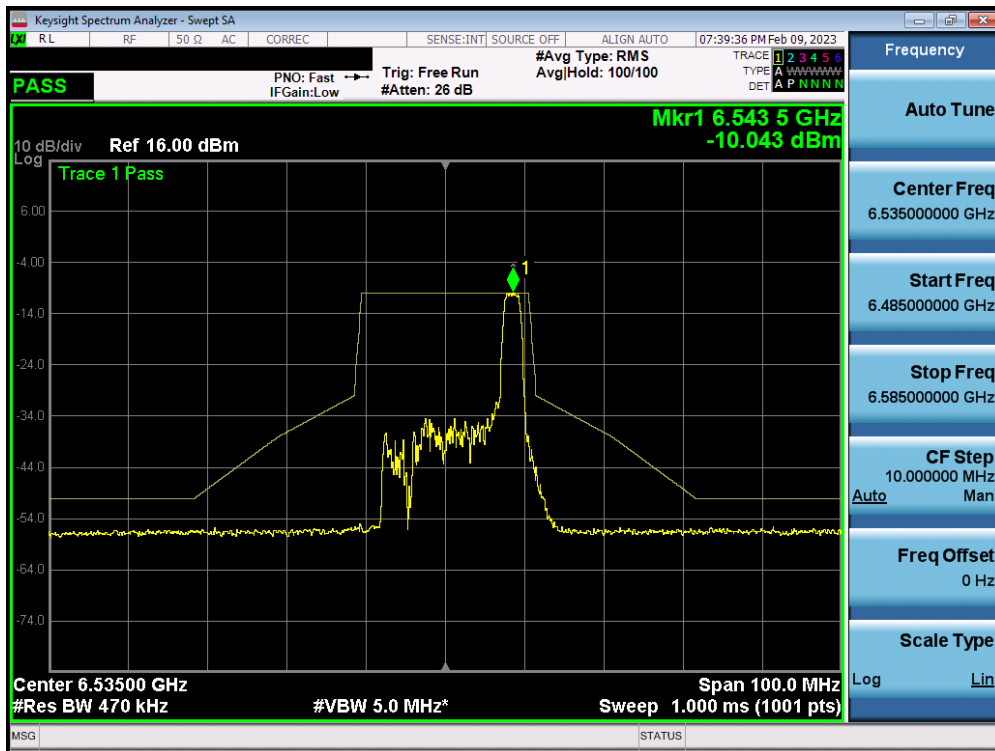 Keysight Spectrum Analyzer - Swept SA
LXI RL RF 50 Ω AC CORREC SENSE:INT SOURCE OFF ALIGN AUTO 07:39:36 PM Feb 09, 2023
PASS
PNO: Fast
IFGain:Low
Trig: Free Run
#Atten: 26 dB
#Avg Type: RMS
Avg|Hold: 100/100
TRACE 1 2 3 4 5 6
TYPE A WWWWW
DET A P N N N N
Mkr1 6.543 5 GHz
-10.043 dBm
10 dB/div Ref 16.00 dBm
Log
Trace 1 Pass
1
6.00
-4.00
-14.0
-24.0
-34.0
-44.0
-54.0
-64.0
-74.0
Center 6.53500 GHz Span 100.0 MHz
#Res BW 470 kHz #VBW 5.0 MHz* Sweep 1.000 ms (1001 pts)
MSG STATUS
Frequency
Auto Tune
Center Freq
6.535000000 GHz
Start Freq
6.485000000 GHz
Stop Freq
6.585000000 GHz
CF Step
10.000000 MHz
Auto Man
Freq Offset
0 Hz
Scale Type
Log Lin